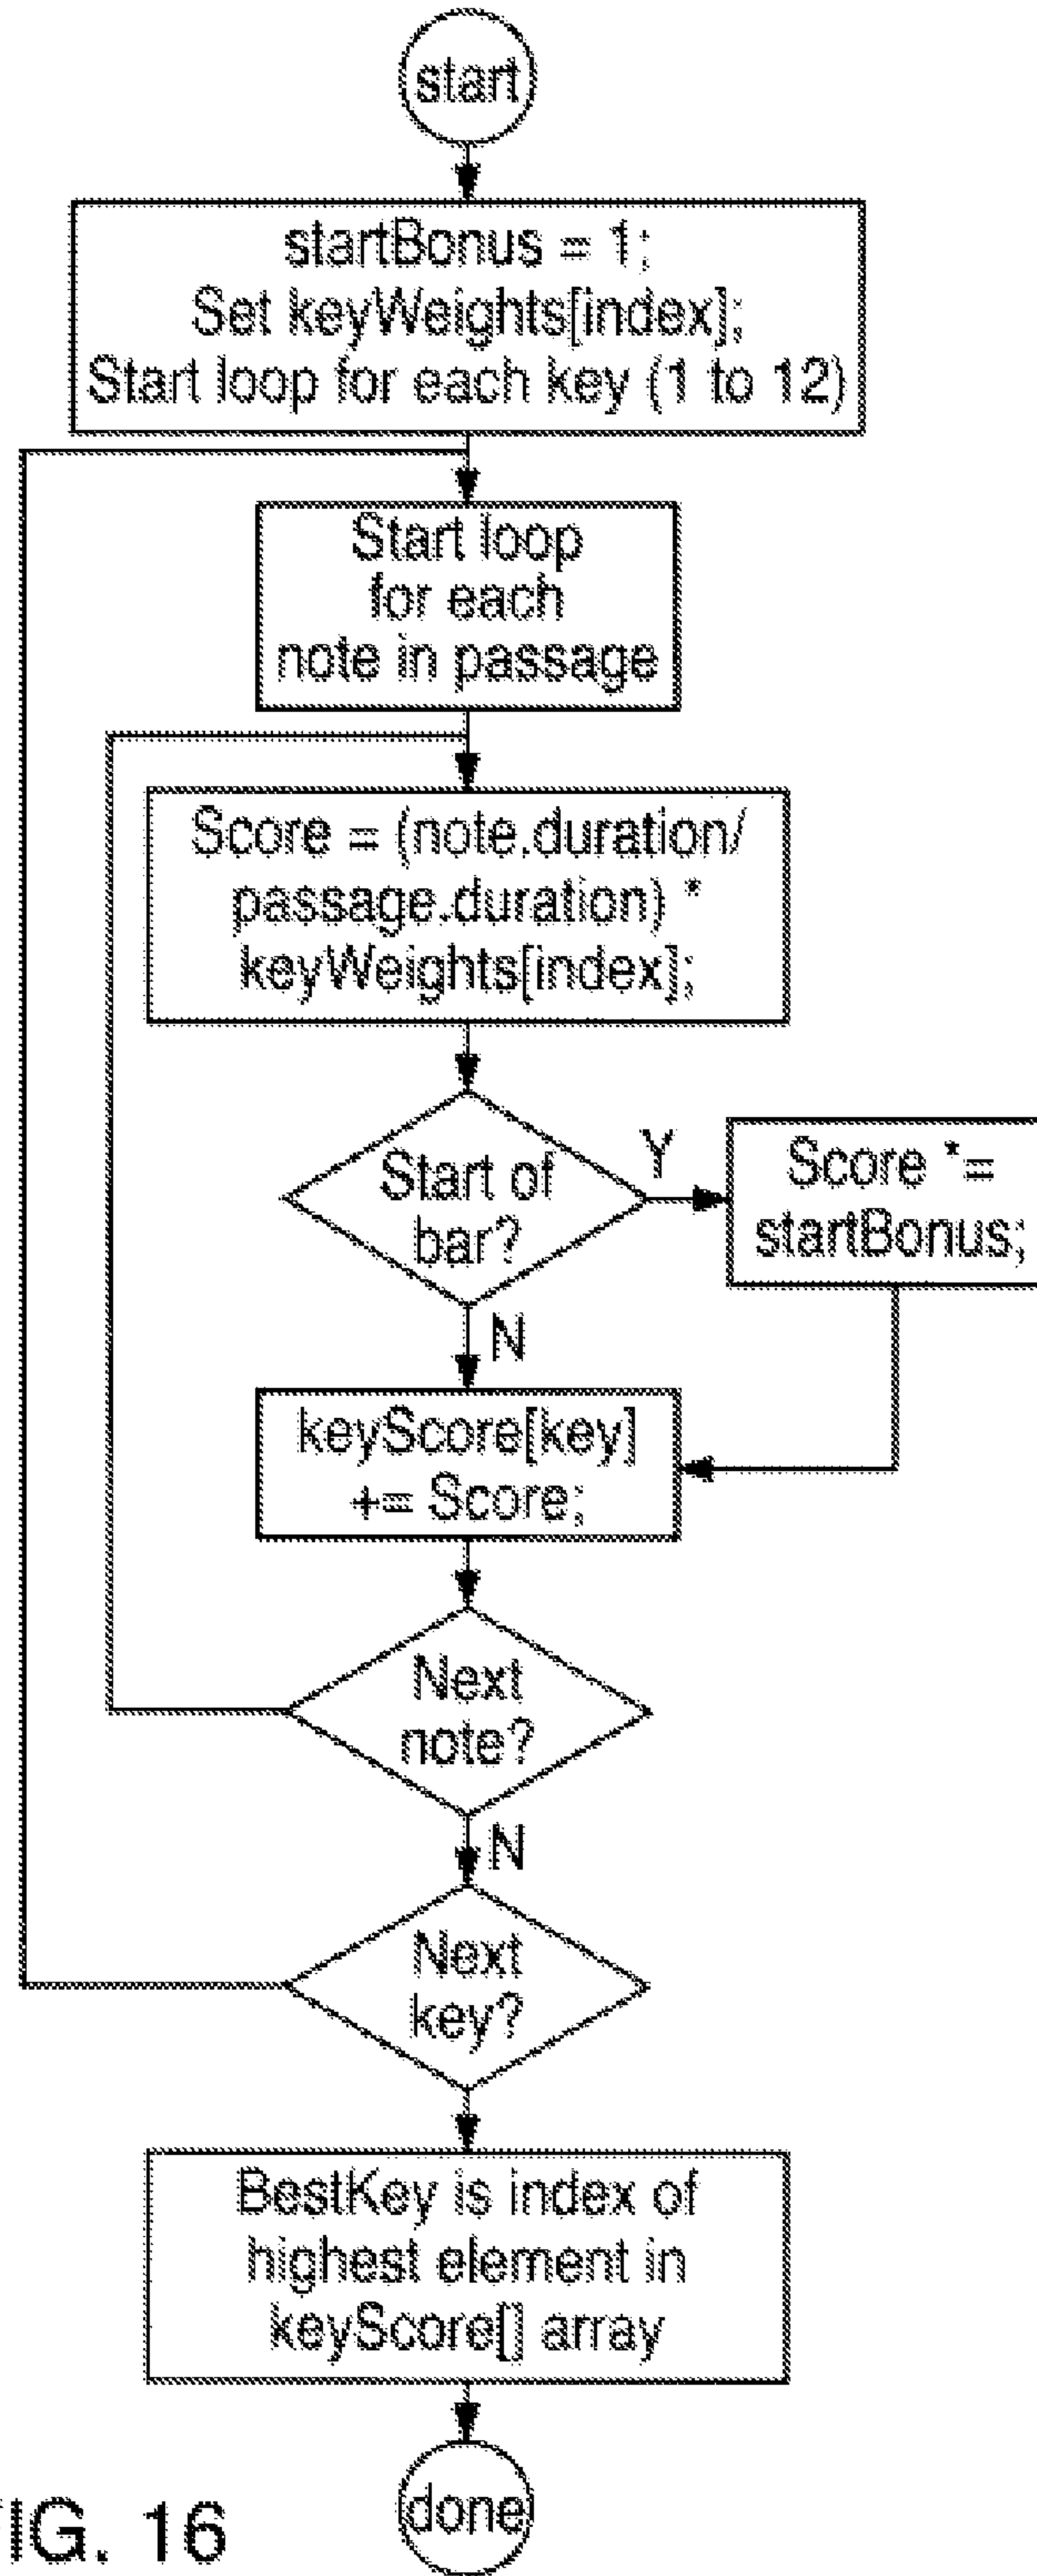 start
startBonus = 1;
Set keyWeights[index];
Start loop for each key (1 to 12)
Start loop
for each
note in passage
Score = (note.duration/
passage.duration) *
keyWeights[index];
Start of
bar?
Y
Score *=
startBonus;
N
keyScore[key]
+= Score;
Next
note?
N
Next
key?
BestKey is index of
highest element in
keyScore[] array
done
IG. 16